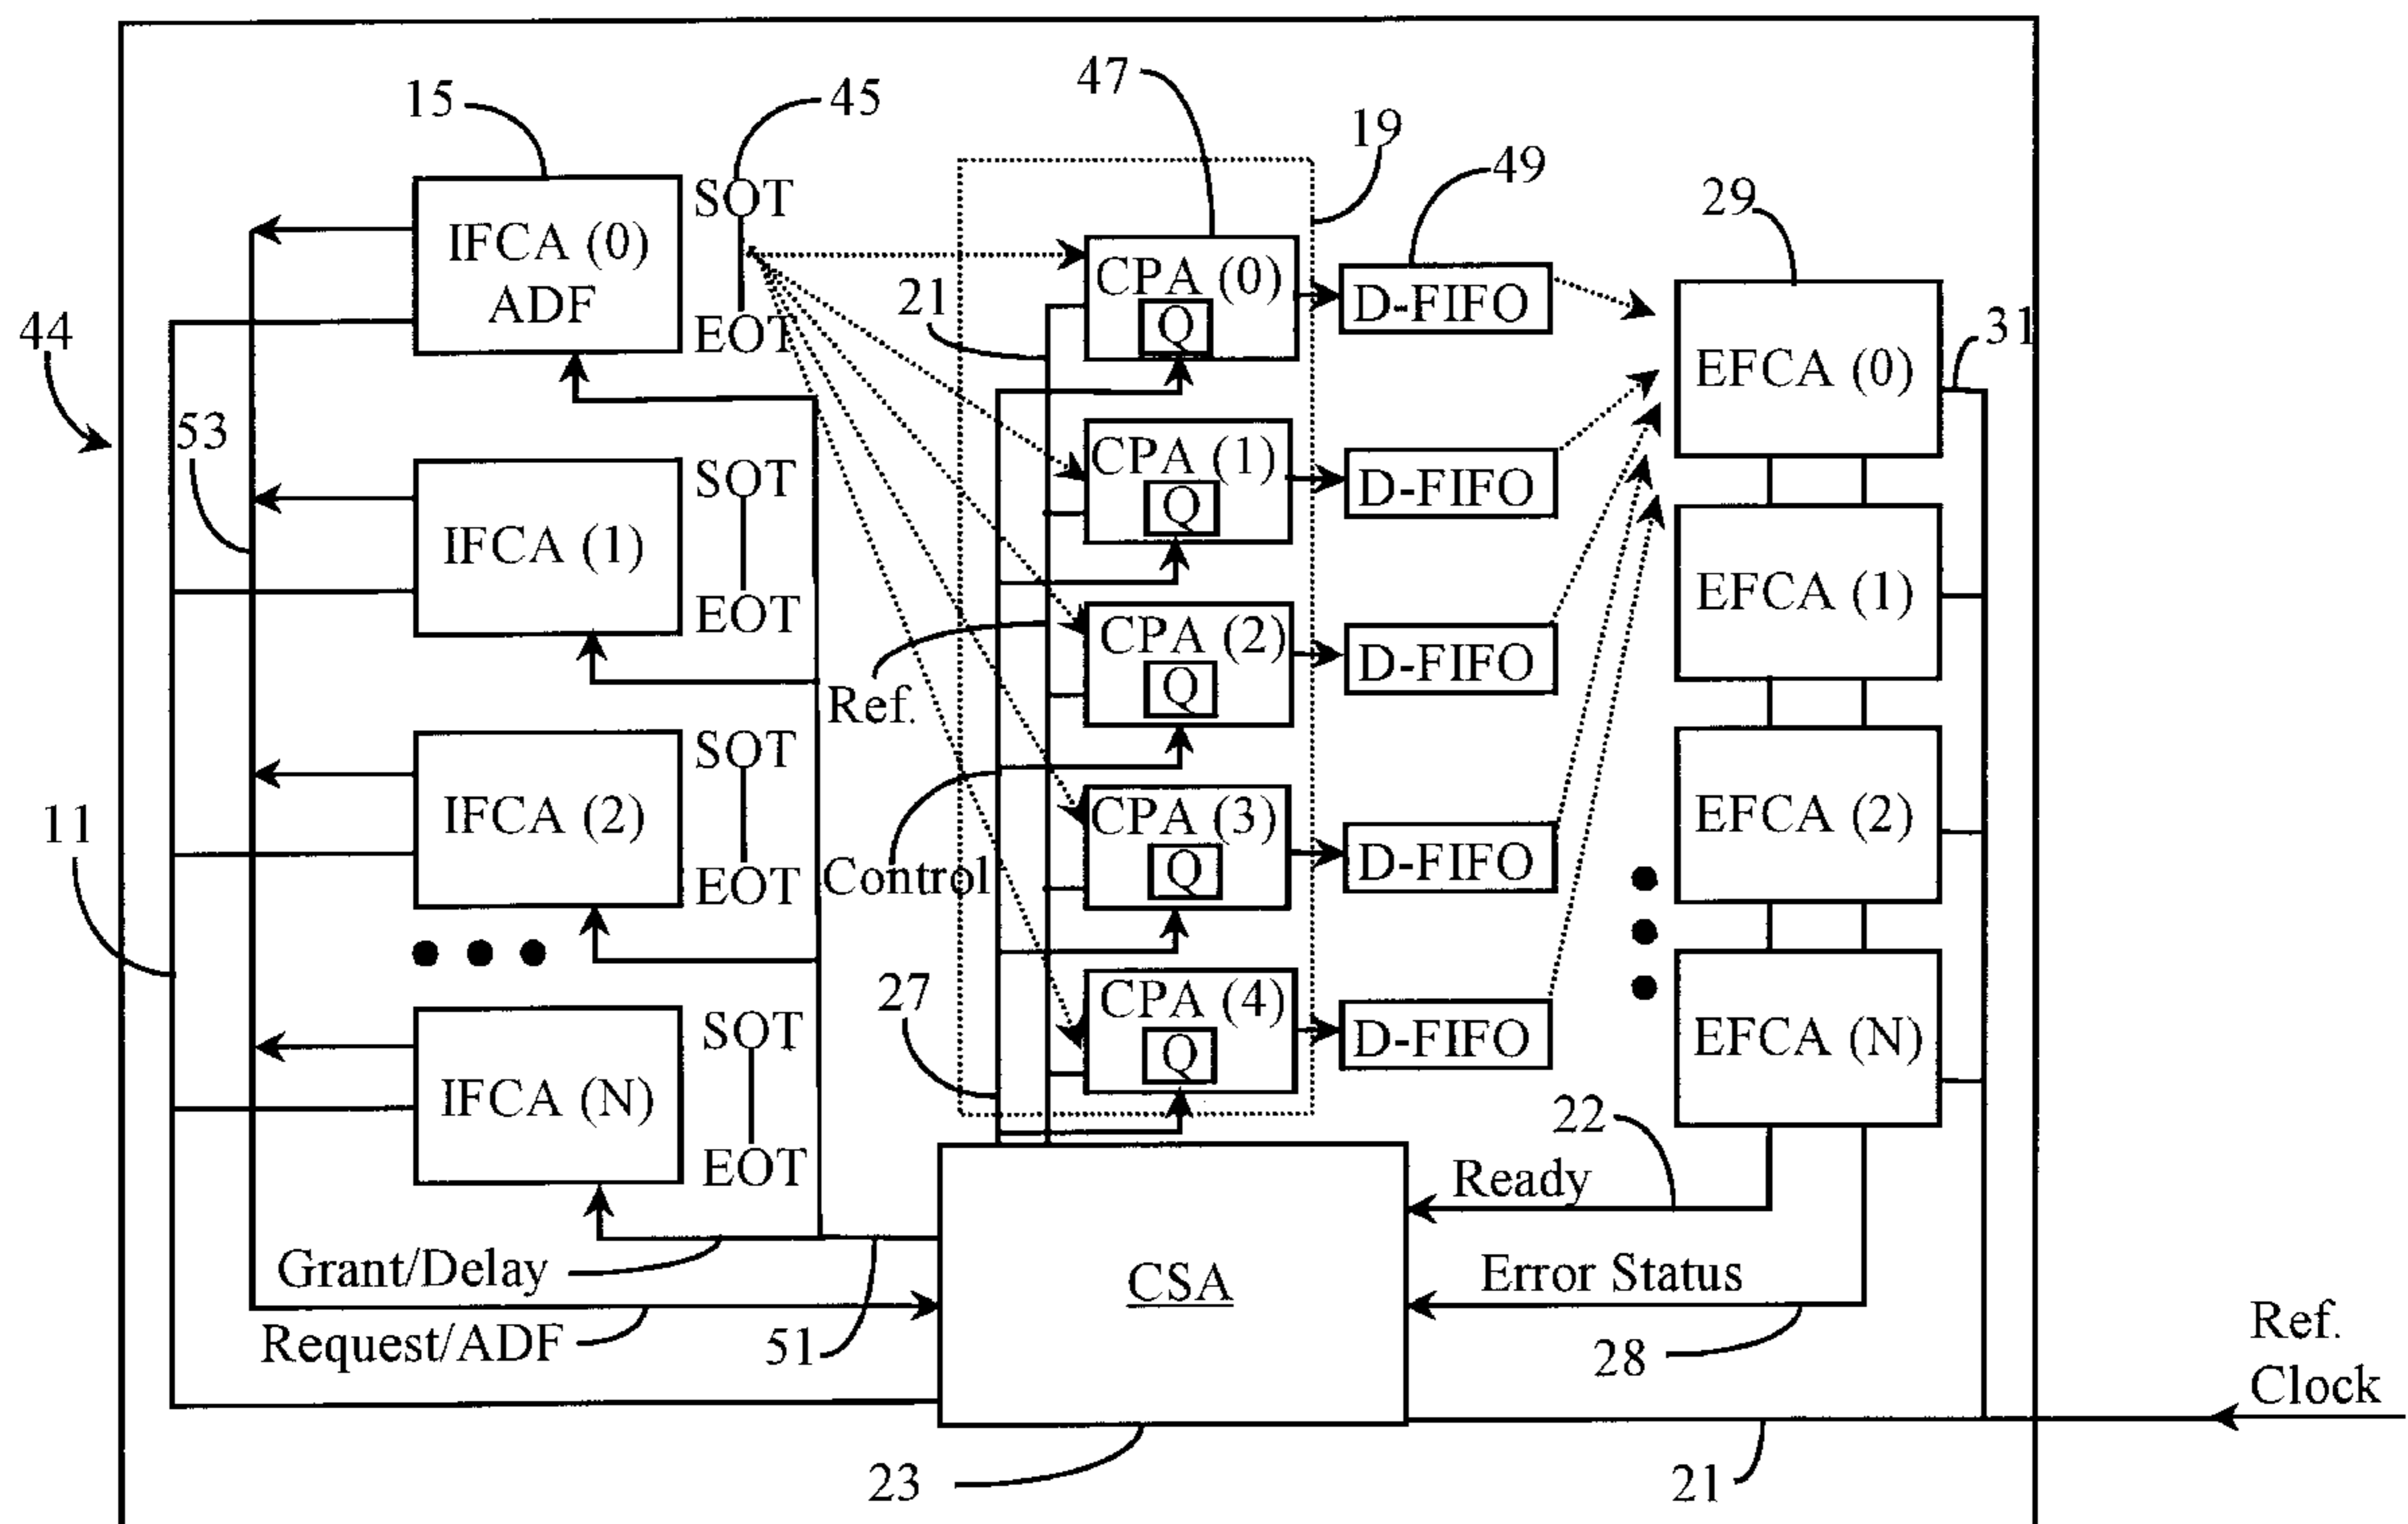 47
15
45
19
49
29
SOT
IFCA (0)
ADF
EOT
CPA (0)
Q
D-FIFO
21
EFCA (0)
31
44
53
SOT
IFCA (1)
EOT
CPA (1)
Q
D-FIFO
EFCA (1)
CPA (2)
Q
D-FIFO
Ref.
SOT
IFCA (2)
EOT
11
CPA (3)
Q
D-FIFO
EFCA (2)
Control
27
CPA (4)
Q
D-FIFO
SOT
IFCA (N)
EOT
EFCA (N)
22
Ready
Grant/Delay
CSA
Error Status
Request/ADF
51
28
Ref.
Clock
23
21